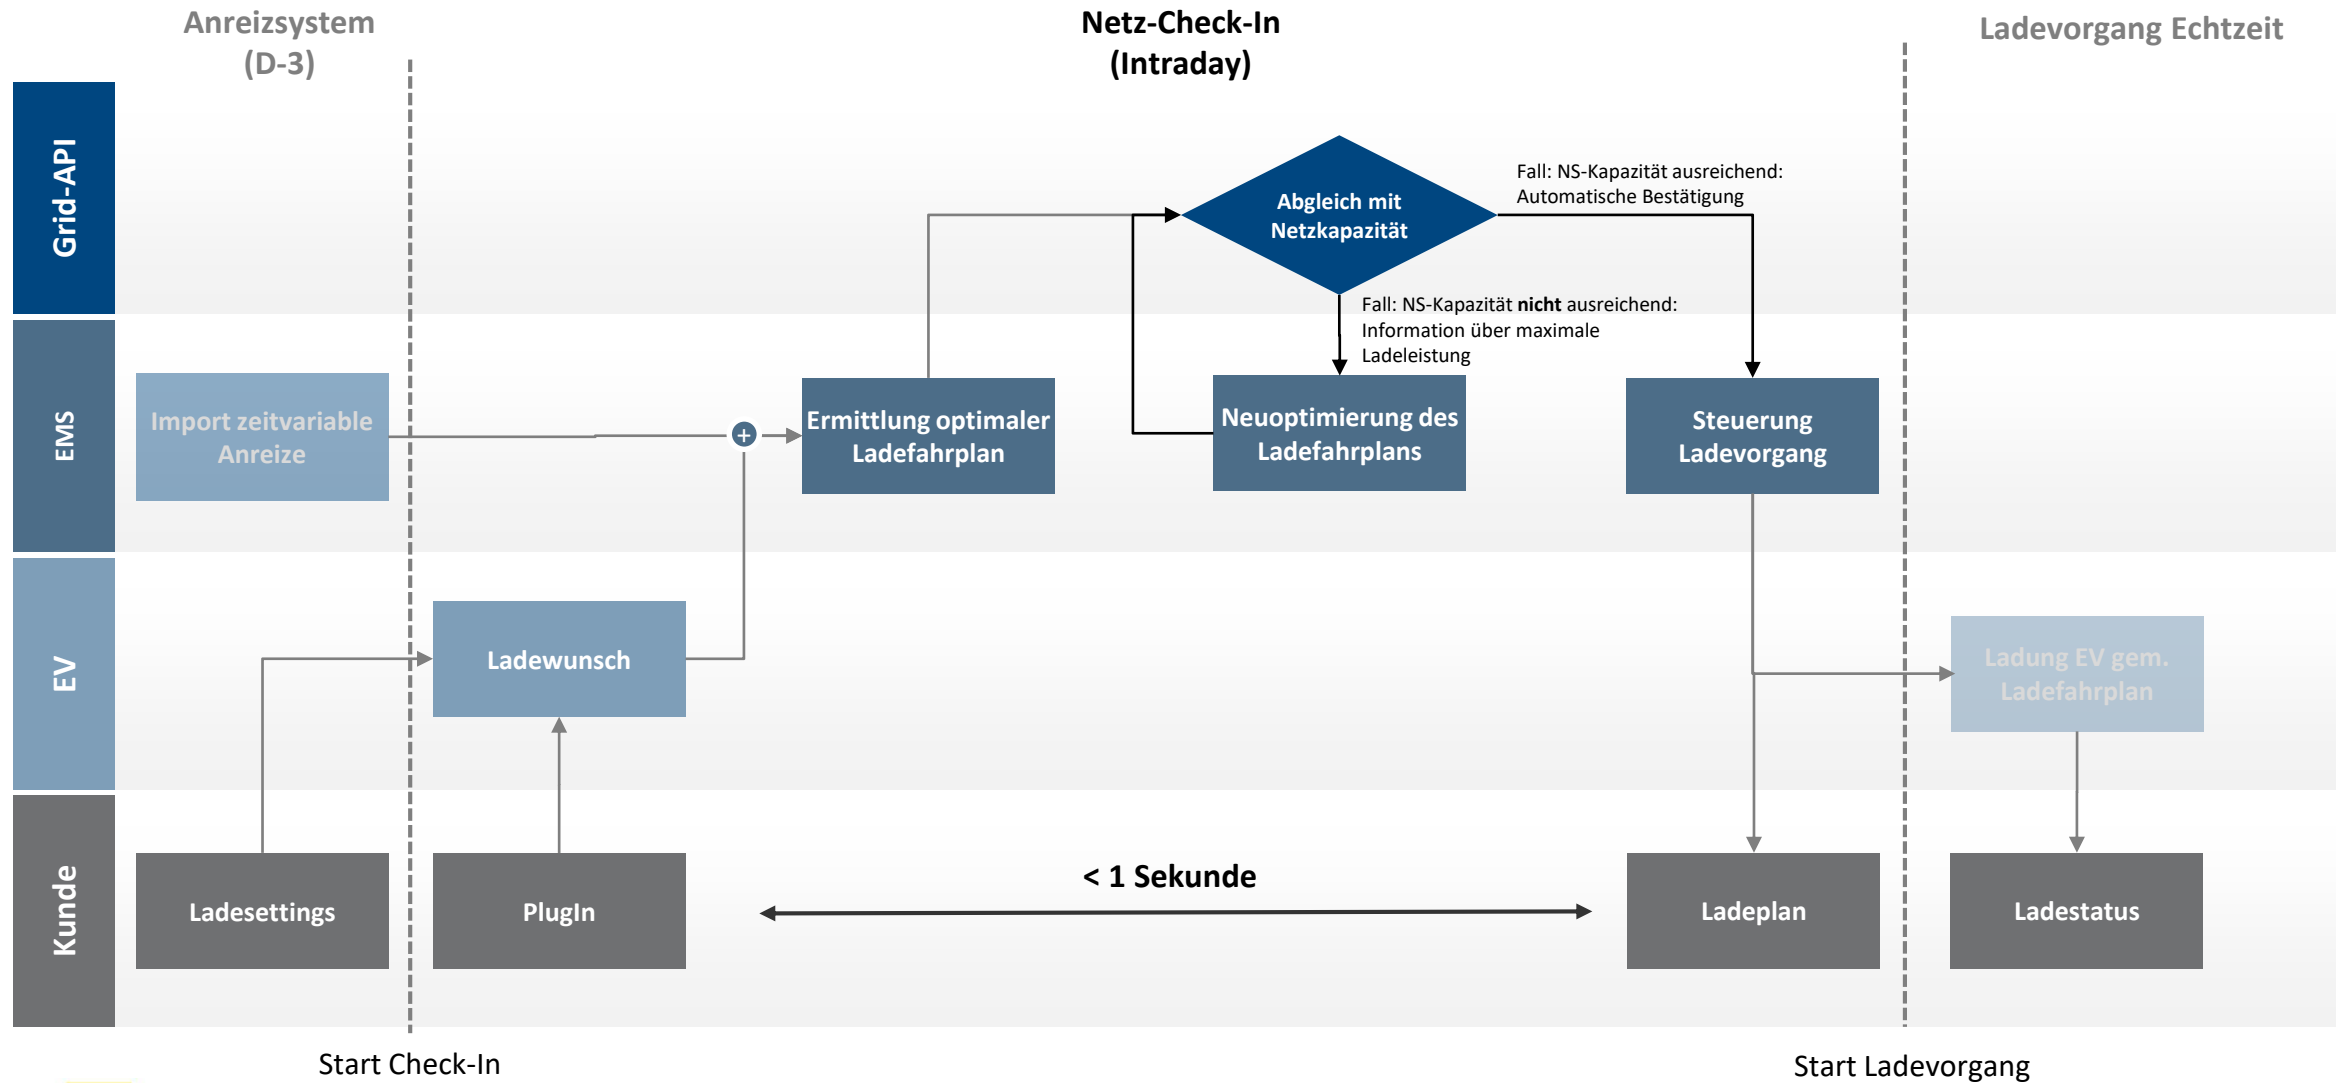 Anreizsystem
(D-3)
Netz-Check-In
(Intraday)
Ladevorgang Echtzeit
Grid-API
Abgleich mit
Netzkapazität
Fall: NS-Kapazität ausreichend:
Automatische Bestätigung
Fall: NS-Kapazität nicht ausreichend:
Information über maximale
Ladeleistung
EMS
Import zeitvariable
Anreize
+
Ermittlung optimaler
Ladefahrplan
Neuoptimierung des
Ladefahrplans
Steuerung
Ladevorgang
EV
Ladewunsch
Ladung EV gem.
Ladefahrplan
Kunde
Ladesettings
PlugIn
< 1 Sekunde
Ladeplan
Ladestatus
Start Check-In
Start Ladevorgang